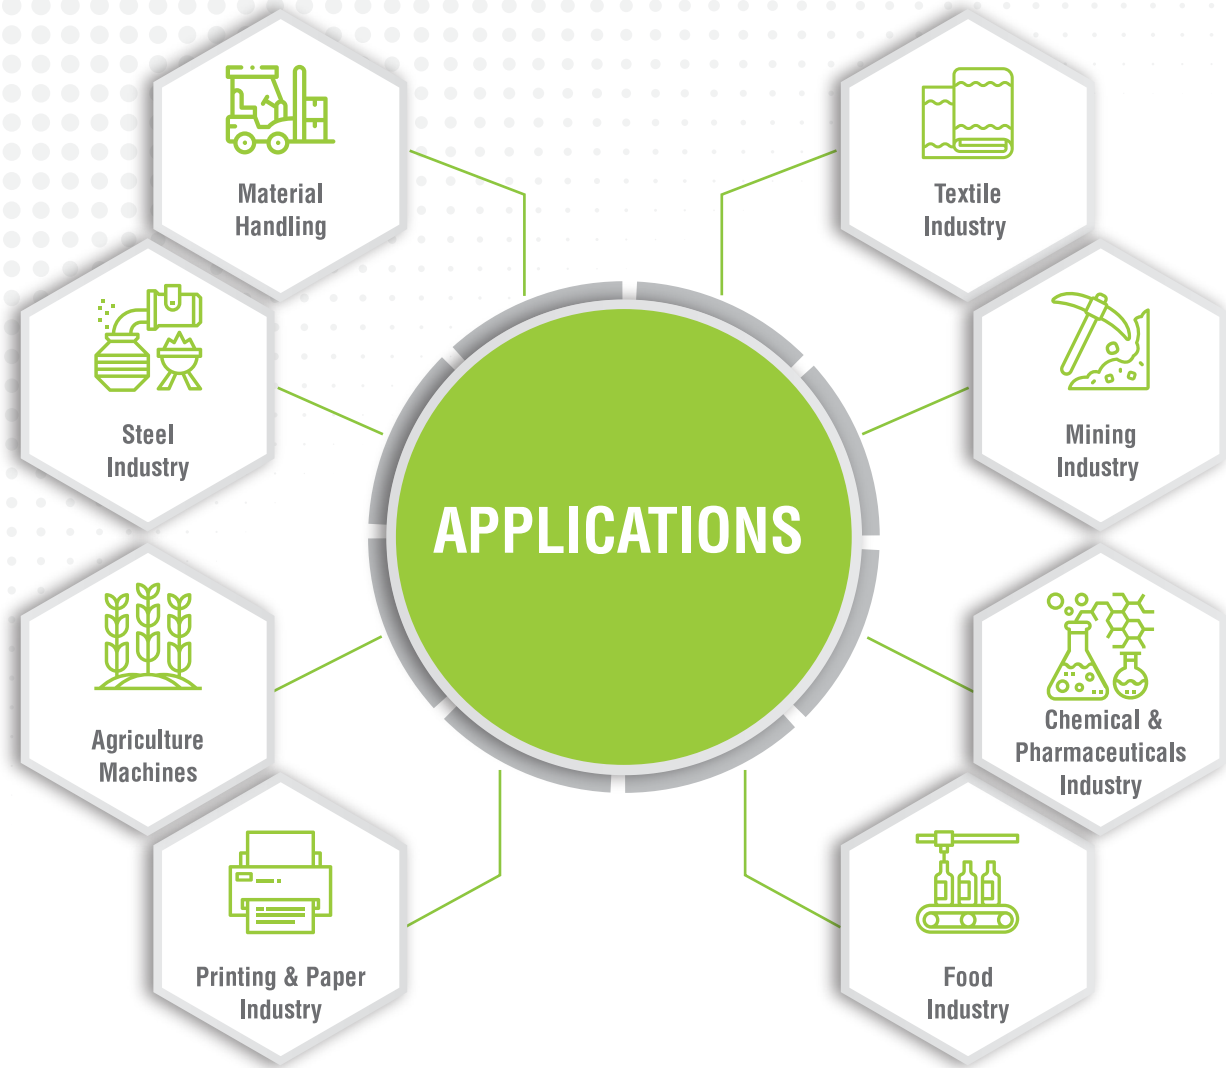 Material
Handling
Textile
Industry
Steel
Industry
Mining
Industry
APPLICATIONS
Agriculture
Machines
Chemical &
Pharmaceuticals
Industry
Printing & Paper
Industry
Food
Industry